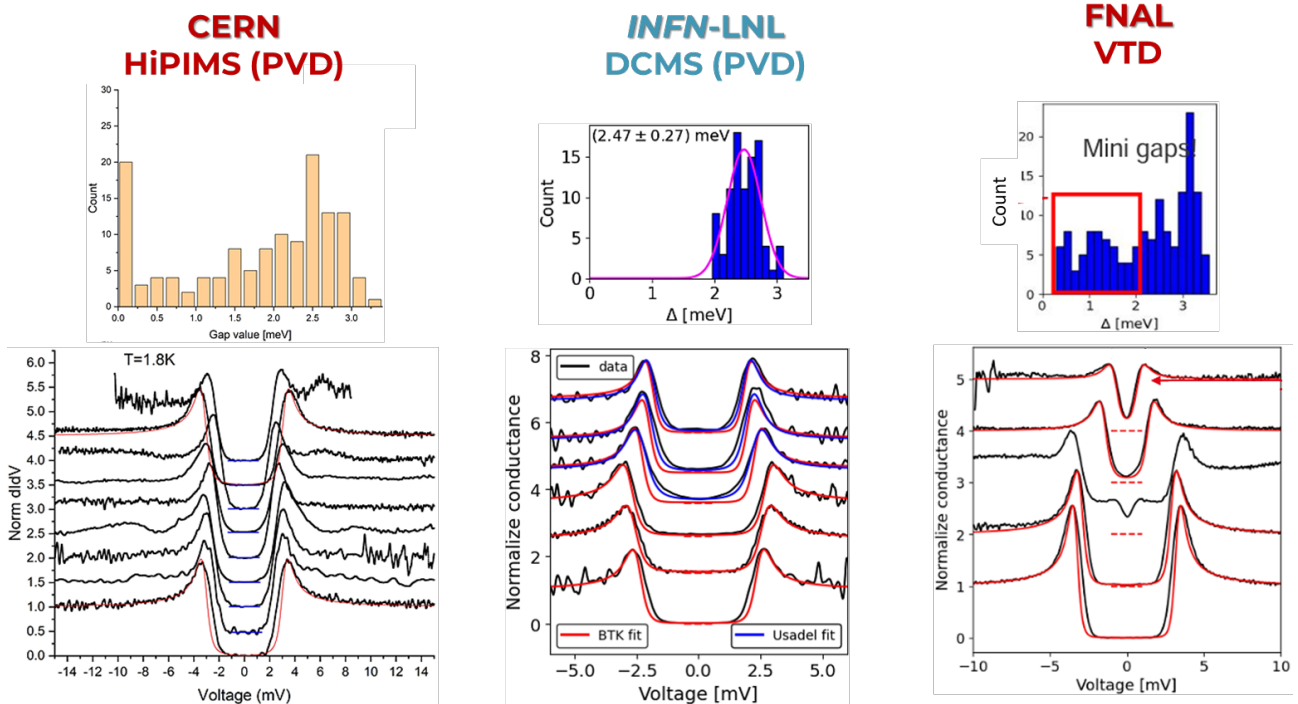 CERN
HiPIMS (PVD)
INFN-LNL
DCMS (PVD)
FNAL
VTD
30
25
20
15
10
5
0
Count
0.0 0.5 1.0 1.5 2.0 2.5 3.0
Gap value [meV]
(2.47 ± 0.27) meV
15
10
5
0
Count
0 1 2 3
Δ [meV]
Mini gaps!
20
15
10
5
0
Count
0 1 2 3
Δ [meV]
T=1.8K
6.0
5.5
5.0
4.5
4.0
3.5
3.0
2.5
2.0
1.5
1.0
0.5
0.0
Norm dIdV
-14 -12 -10 -8 -6 -4 -2 0 2 4 6 8 10 12 14
Voltage (mV)
data
8
6
4
2
0
Normalize conductance
BTK fit
Usadel fit
−5.0 −2.5 0.0 2.5 5.0
Voltage [mV]
5
4
3
2
1
0
Normalize conductance
−10 −5 0 5 10
Voltage [mV]